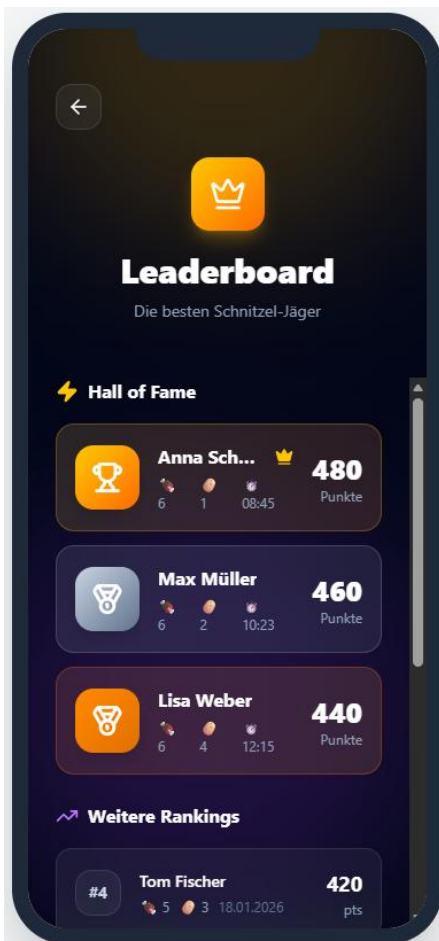 Leaderboard
Die besten Schnitzel-Jäger
Hall of Fame
Anna Sch...
480
6 1 08:45
Punkte
Max Müller
460
6 2 10:23
Punkte
Lisa Weber
440
6 4 12:15
Punkte
Weitere Rankings
#4
Tom Fischer
420
5 3 18.01.2026
pts